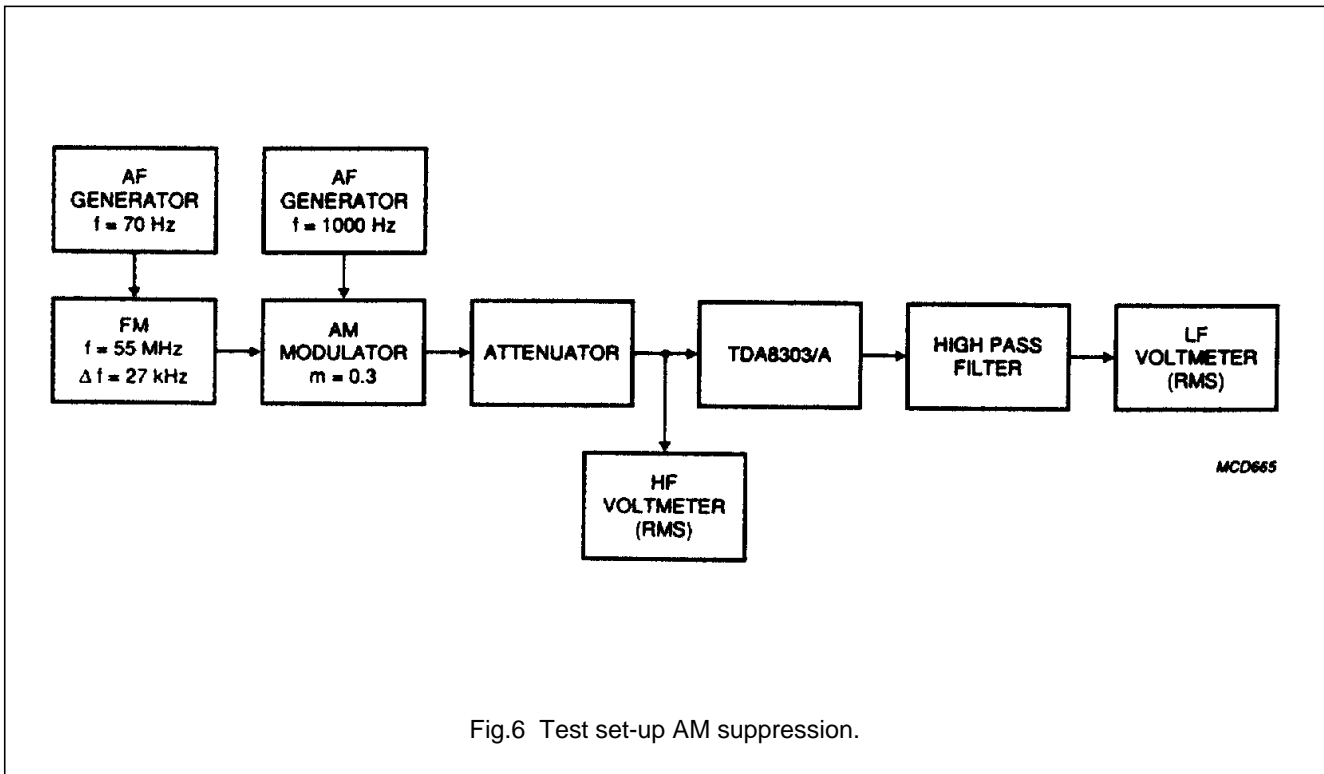 AF
GENERATOR
f = 70 Hz
AF
GENERATOR
f = 1000 Hz
FM
f = 55 MHz
Δ f = 27 kHz
AM
MODULATOR
m = 0.3
ATTENUATOR
TDA8303/A
HIGH PASS
FILTER
LF
VOLTMETER
(RMS)
HF
VOLTMETER
(RMS)
MCD665
Fig.6 Test set-up AM suppression.